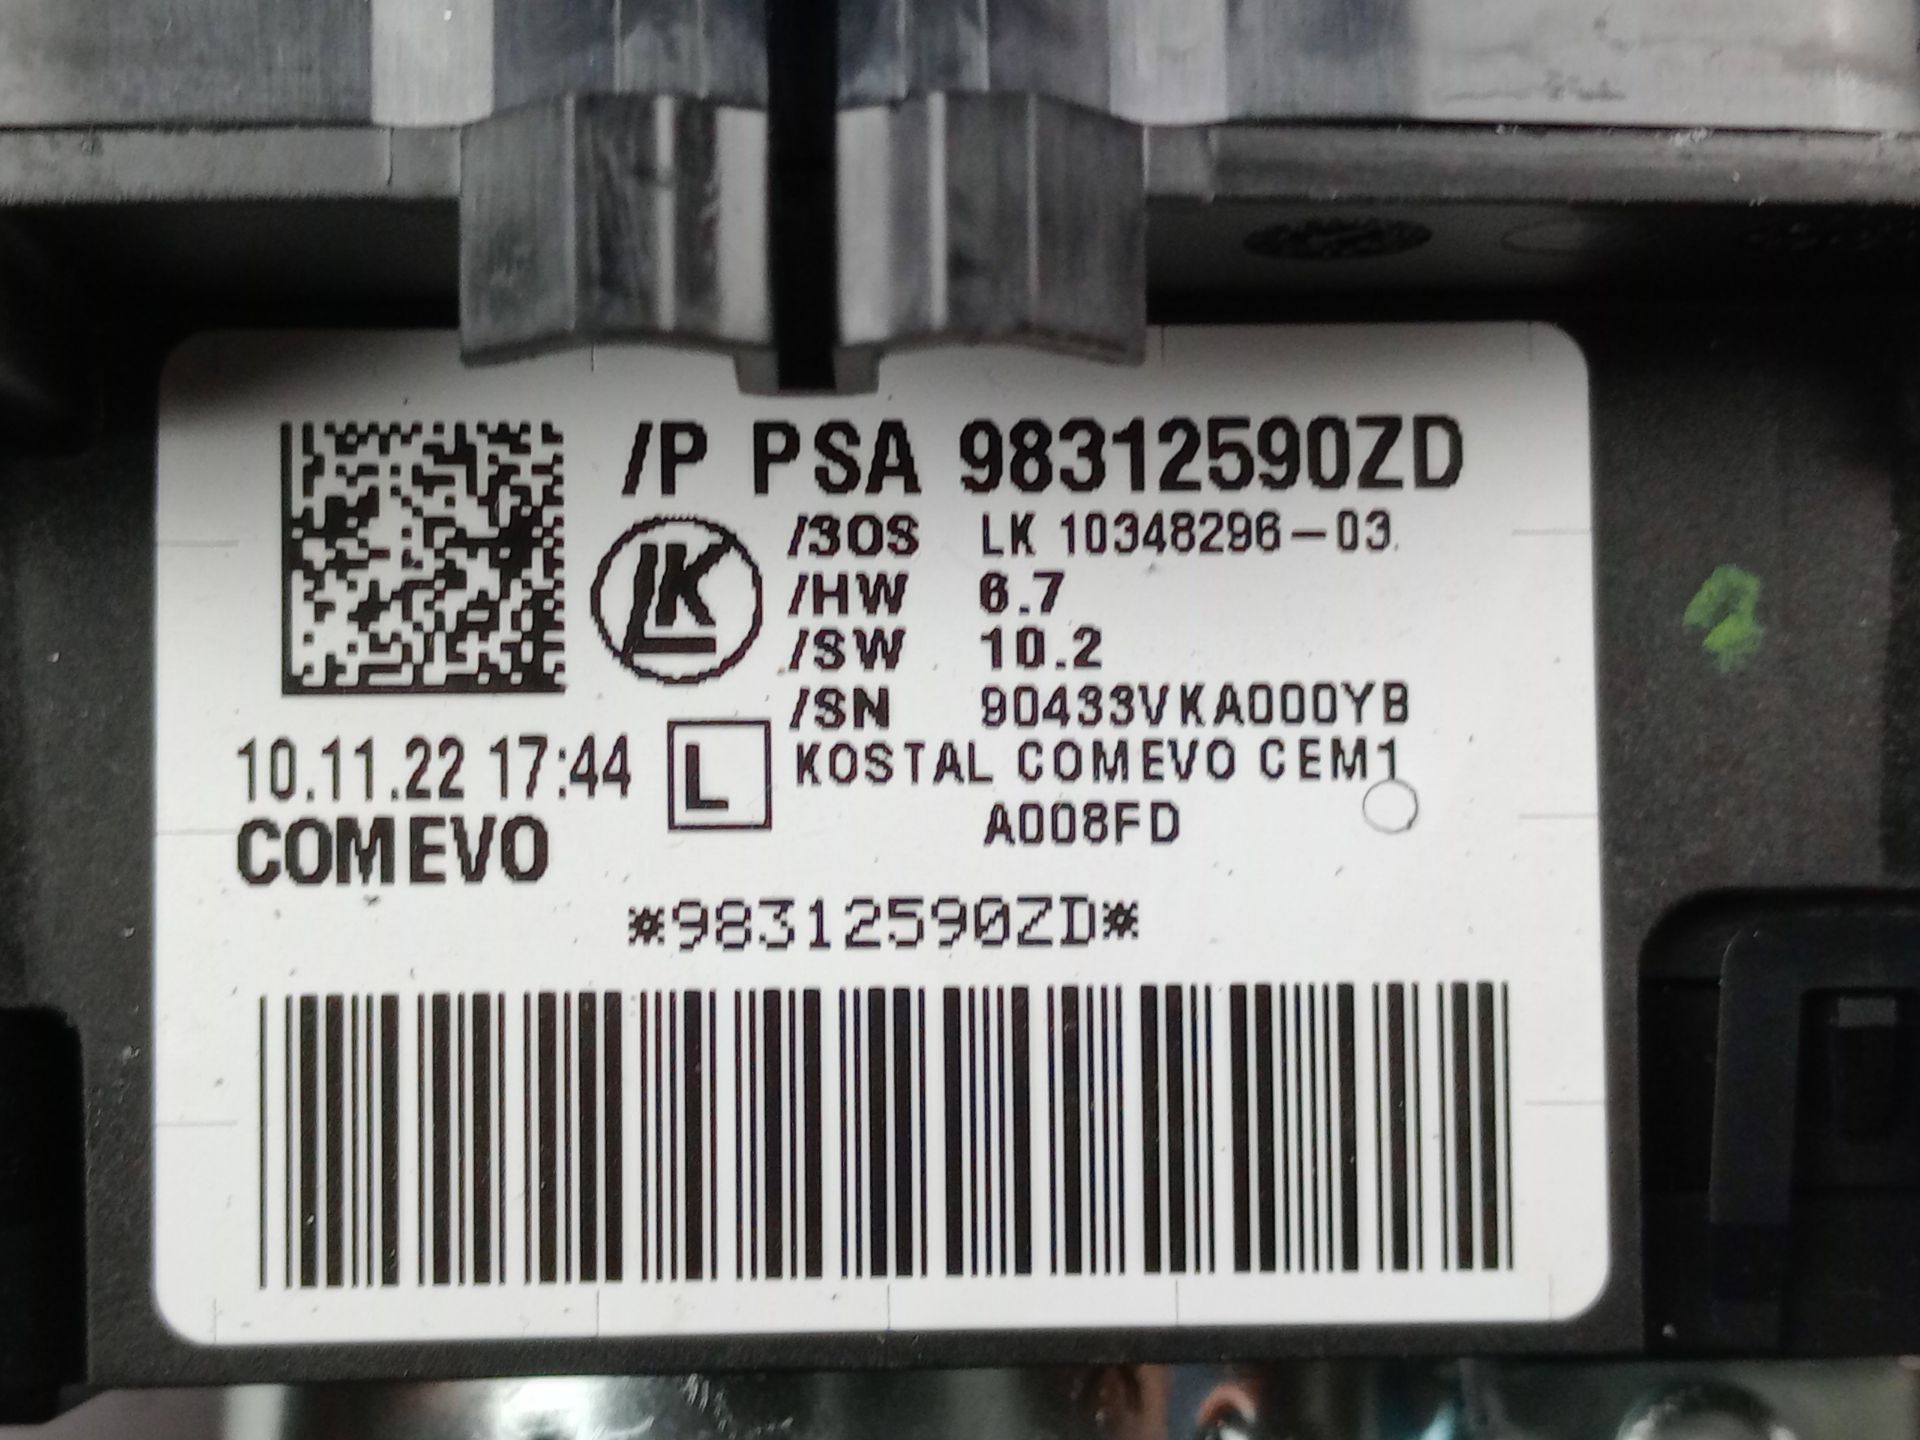 /P PSA 98312590ZD
/3OS LK 10348296-03
LK
/HW 6.7
/SW 10.2
/SN 90433VKA000YB
10.11.22 17:44
L
KOSTAL COMEVO CEM1
COMEVO
A008FD
*98312590ZD*